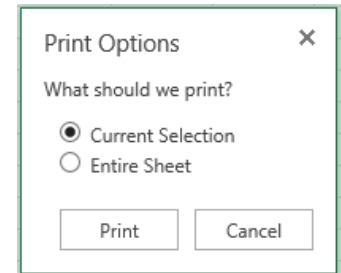 Print Options
What should we print?
Current Selection
Entire Sheet
Print Cancel